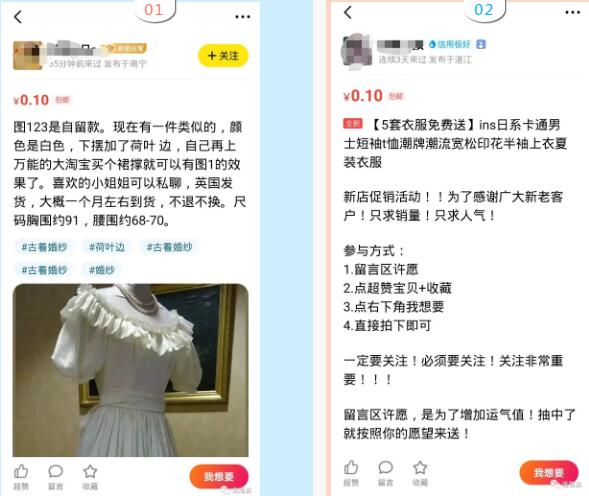 01
+关注
35分钟前来过 发布于南宁
¥0.10 包邮
图123是自留款。现在有一件类似的，颜
色是白色，下摆加了荷叶 边，自己再上
万能的大淘宝买个裙撑就可以有图1的效
果了。喜欢的小姐姐可以私聊，英国发
货，大概一个月左右到货，不退不换。尺
码胸围约91，腰围约68-70。
#古着婚纱 #荷叶边 #古着婚纱
#古着婚纱 #婚纱
超赞 留言 收藏
我想要
02
信用极好
连续3天来过 发布于湛江
¥0.10 包邮
全新 【5套衣服免费送】ins日系卡通男
士短袖t恤潮牌潮流宽松印花半袖上衣夏
装衣服
新店促销活动！！为了感谢广大新老客
户！只求销量！只求人气！
参与方式：
1.留言区许愿
2.点超赞宝贝+收藏
3.点右下角我想要
4.直接拍下即可
一定要关注！必须要关注！关注非常重
要！！！
留言区许愿，是为了增加运气值！抽中了
就按照你的愿望来送！
超赞 留言 收藏
我想要